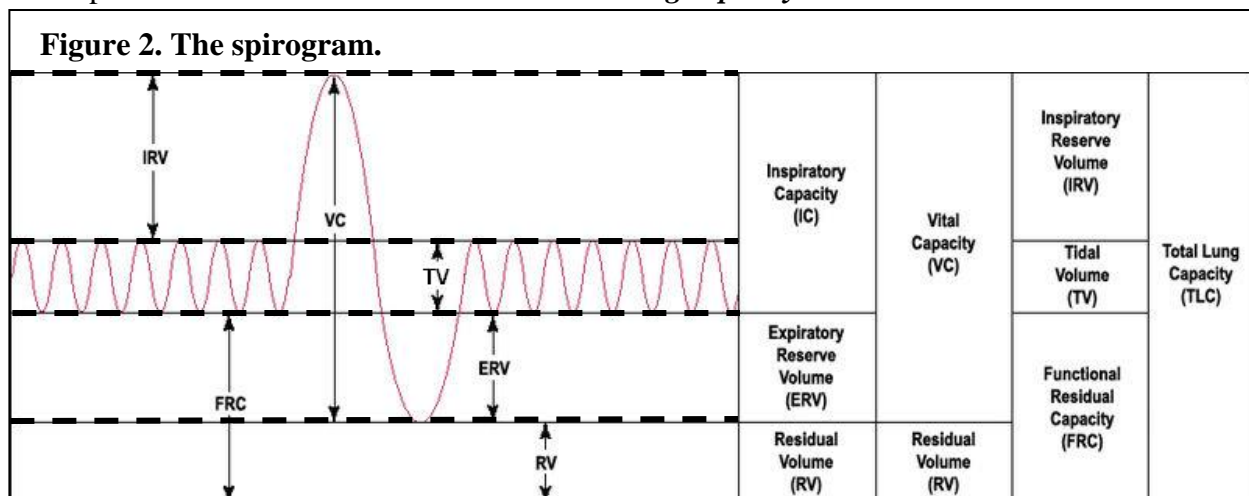 Figure 2. The spirogram.
IRV
VC
TV
FRC
ERV
RV
Inspiratory
Capacity
(IC)
Expiratory
Reserve
Volume
(ERV)
Residual
Volume
(RV)
Vital
Capacity
(VC)
Residual
Volume
(RV)
Inspiratory
Reserve
Volume
(IRV)
Tidal
Volume
(TV)
Functional
Residual
Capacity
(FRC)
Total Lung
Capacity
(TLC)